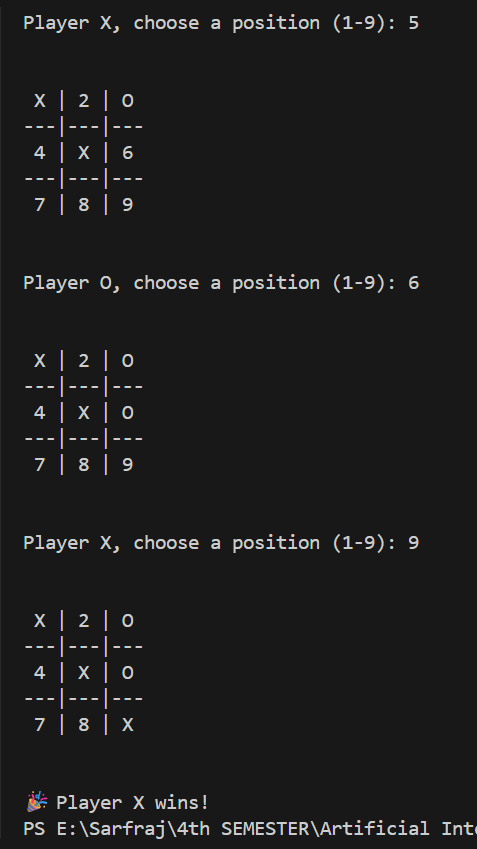 Player X, choose a position (1-9): 5
X | 2 | O
---|---|---
4 | X | 6
---|---|---
7 | 8 | 9
Player O, choose a position (1-9): 6
X | 2 | O
---|---|---
4 | X | O
---|---|---
7 | 8 | 9
Player X, choose a position (1-9): 9
X | 2 | O
---|---|---
4 | X | O
---|---|---
7 | 8 | X
🎉 Player X wins!
PS E:\Sarfraj\4th SEMESTER\Artificial Inte